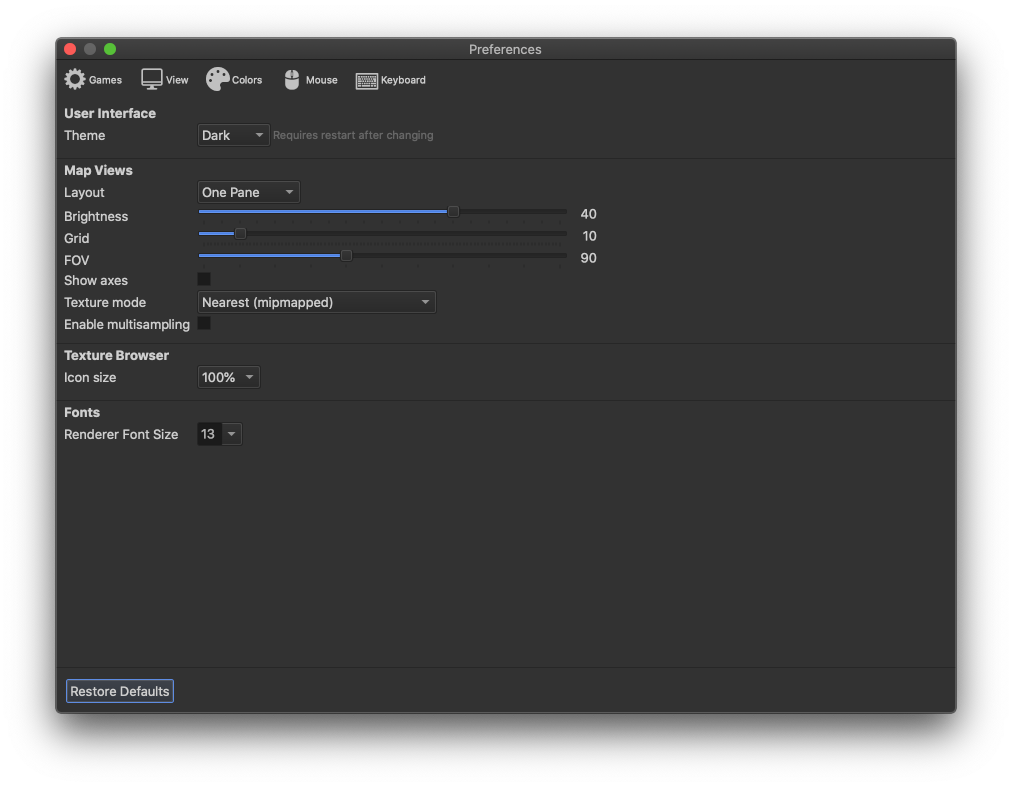 Preferences
Games View Colors Mouse Keyboard
User Interface
Theme Dark Requires restart after changing
Map Views
Layout One Pane
Brightness 40
Grid 10
FOV 90
Show axes
Texture mode Nearest (mipmapped)
Enable multisampling
Texture Browser
Icon size 100%
Fonts
Renderer Font Size 13
Restore Defaults